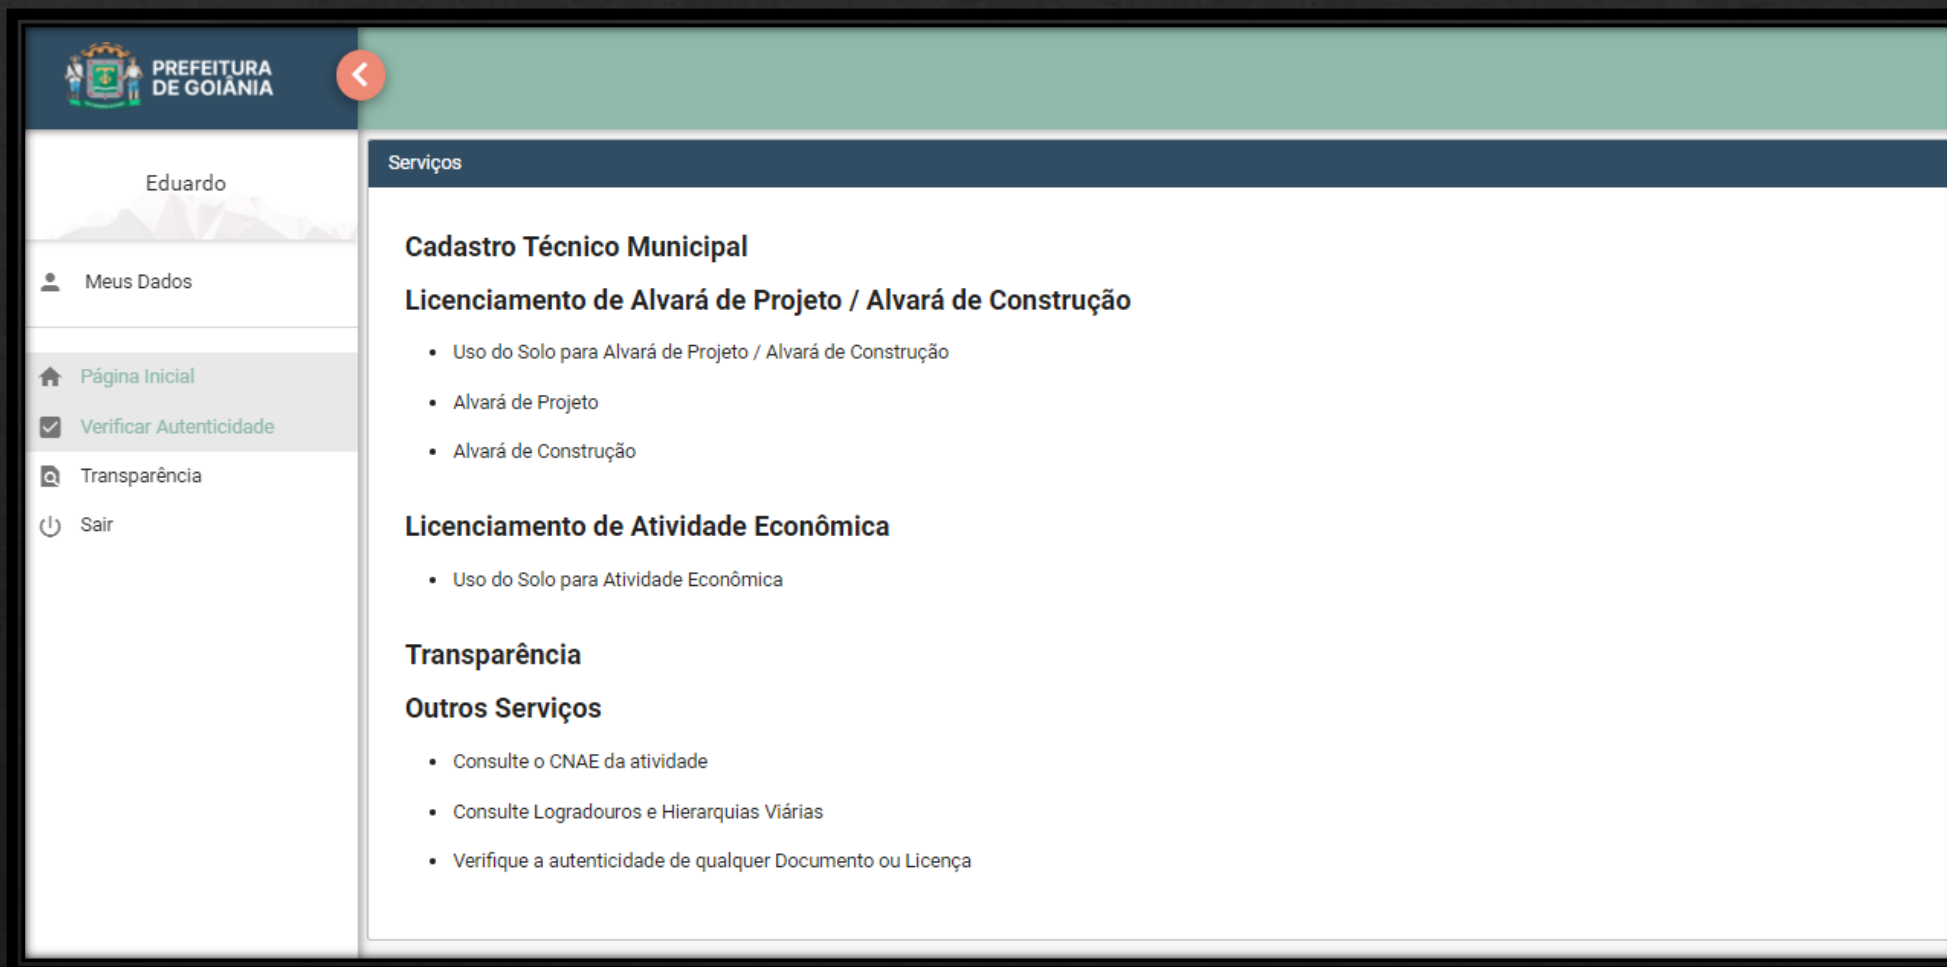 PREFEITURA
DE GOIÂNIA
Eduardo
Meus Dados
Página Inicial
Verificar Autenticidade
Transparência
Sair
Serviços
Cadastro Técnico Municipal
Licenciamento de Alvará de Projeto / Alvará de Construção
• Uso do Solo para Alvará de Projeto / Alvará de Construção
• Alvará de Projeto
• Alvará de Construção
Licenciamento de Atividade Econômica
• Uso do Solo para Atividade Econômica
Transparência
Outros Serviços
• Consulte o CNAE da atividade
• Consulte Logradouros e Hierarquias Viárias
• Verifique a autenticidade de qualquer Documento ou Licença